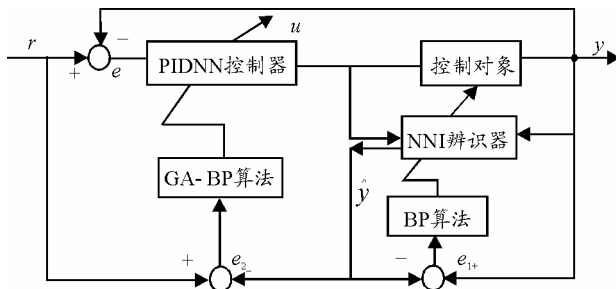 r
+
−
e
PIDNN控制器
u
控制对象
y
NNI辨识器
GA-BP算法
ŷ
BP算法
+
e2−
−
e1+